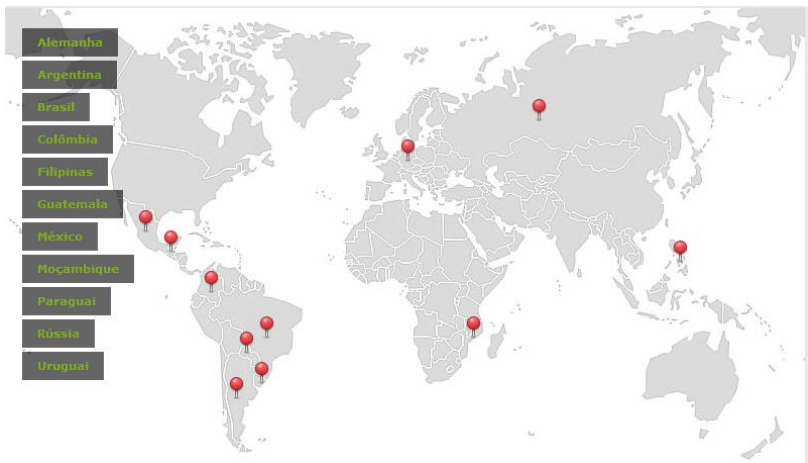 Alemanha
Argentina
Brasil
Colômbia
Filipinas
Guatemala
México
Moçambique
Paraguai
Rússia
Uruguai